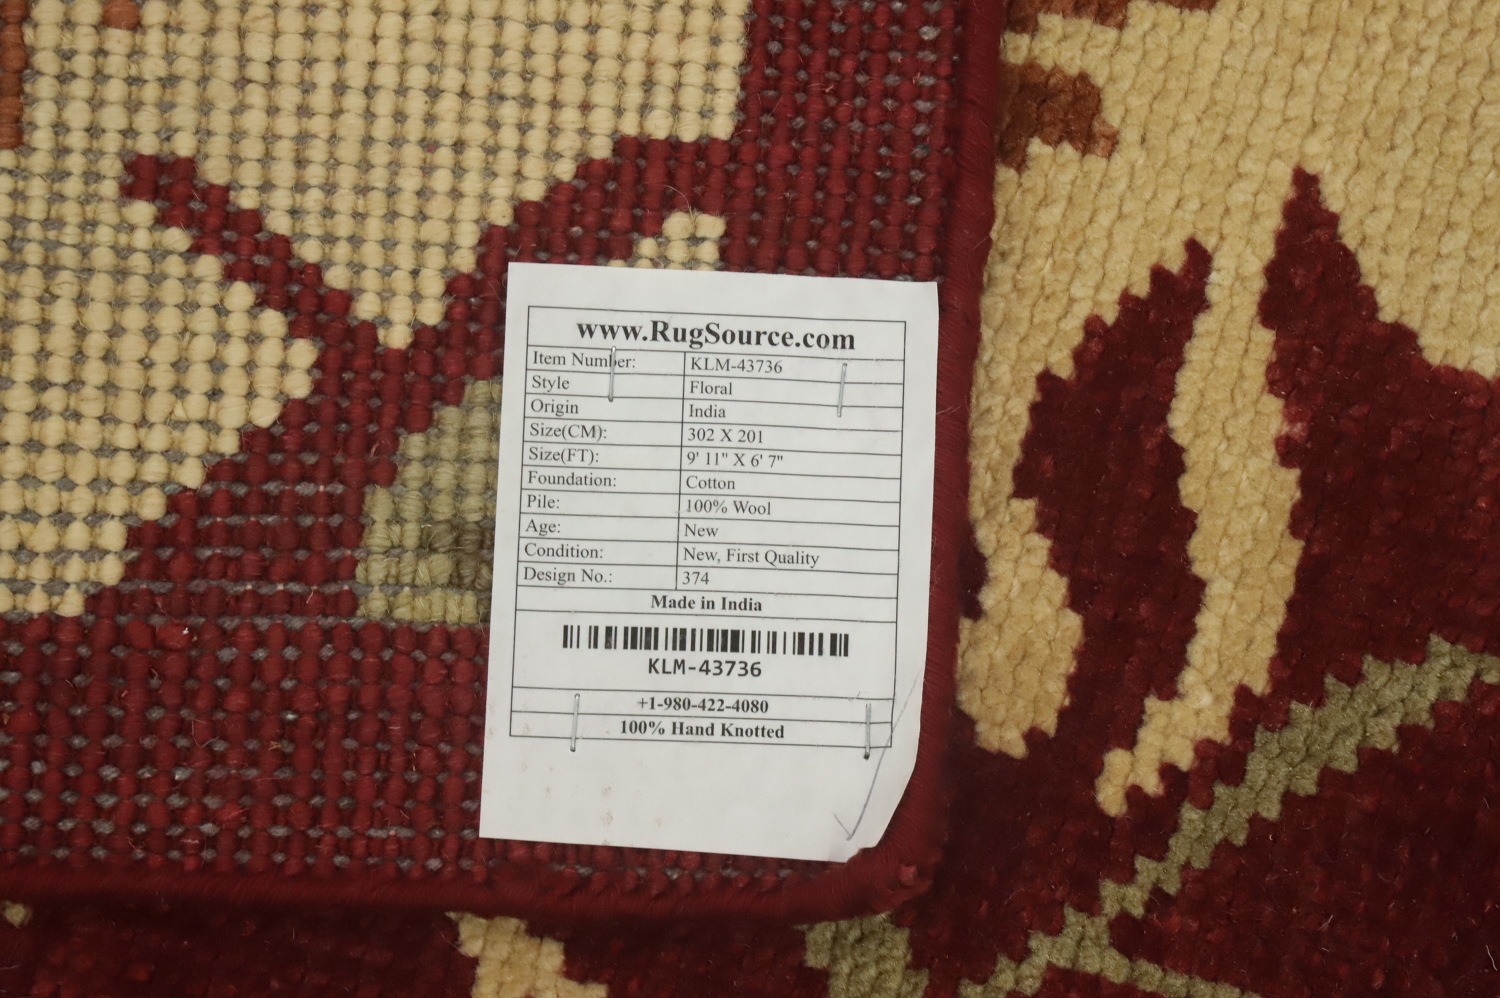 www.RugSource.com
Item Number: KLM-43736
Style Floral
Origin India
Size(CM): 302 X 201
Size(FT): 9' 11" X 6' 7"
Foundation: Cotton
Pile: 100% Wool
Age: New
Condition: New, First Quality
Design No.: 374
Made in India
KLM-43736
+1-980-422-4080
100% Hand Knotted